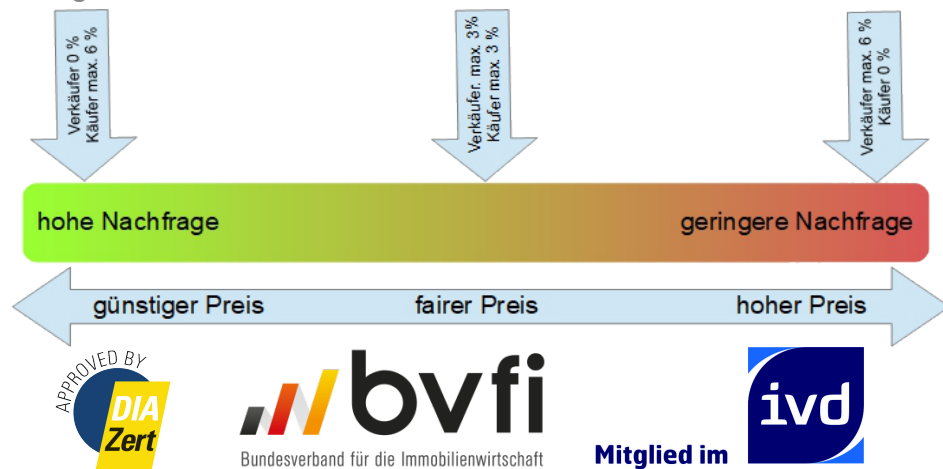 Verkäufer 0 %
Käufer max. 6 %
Verkäufer. max. 3%
Käufer max. 3 %
Verkäufer max. 6 %
Käufer 0 %
hohe Nachfrage
geringere Nachfrage
günstiger Preis
fairer Preis
hoher Preis
APPROVED BY
DIA
Zert
bvfi
Bundesverband für die Immobilienwirtschaft
Mitglied im
ivd